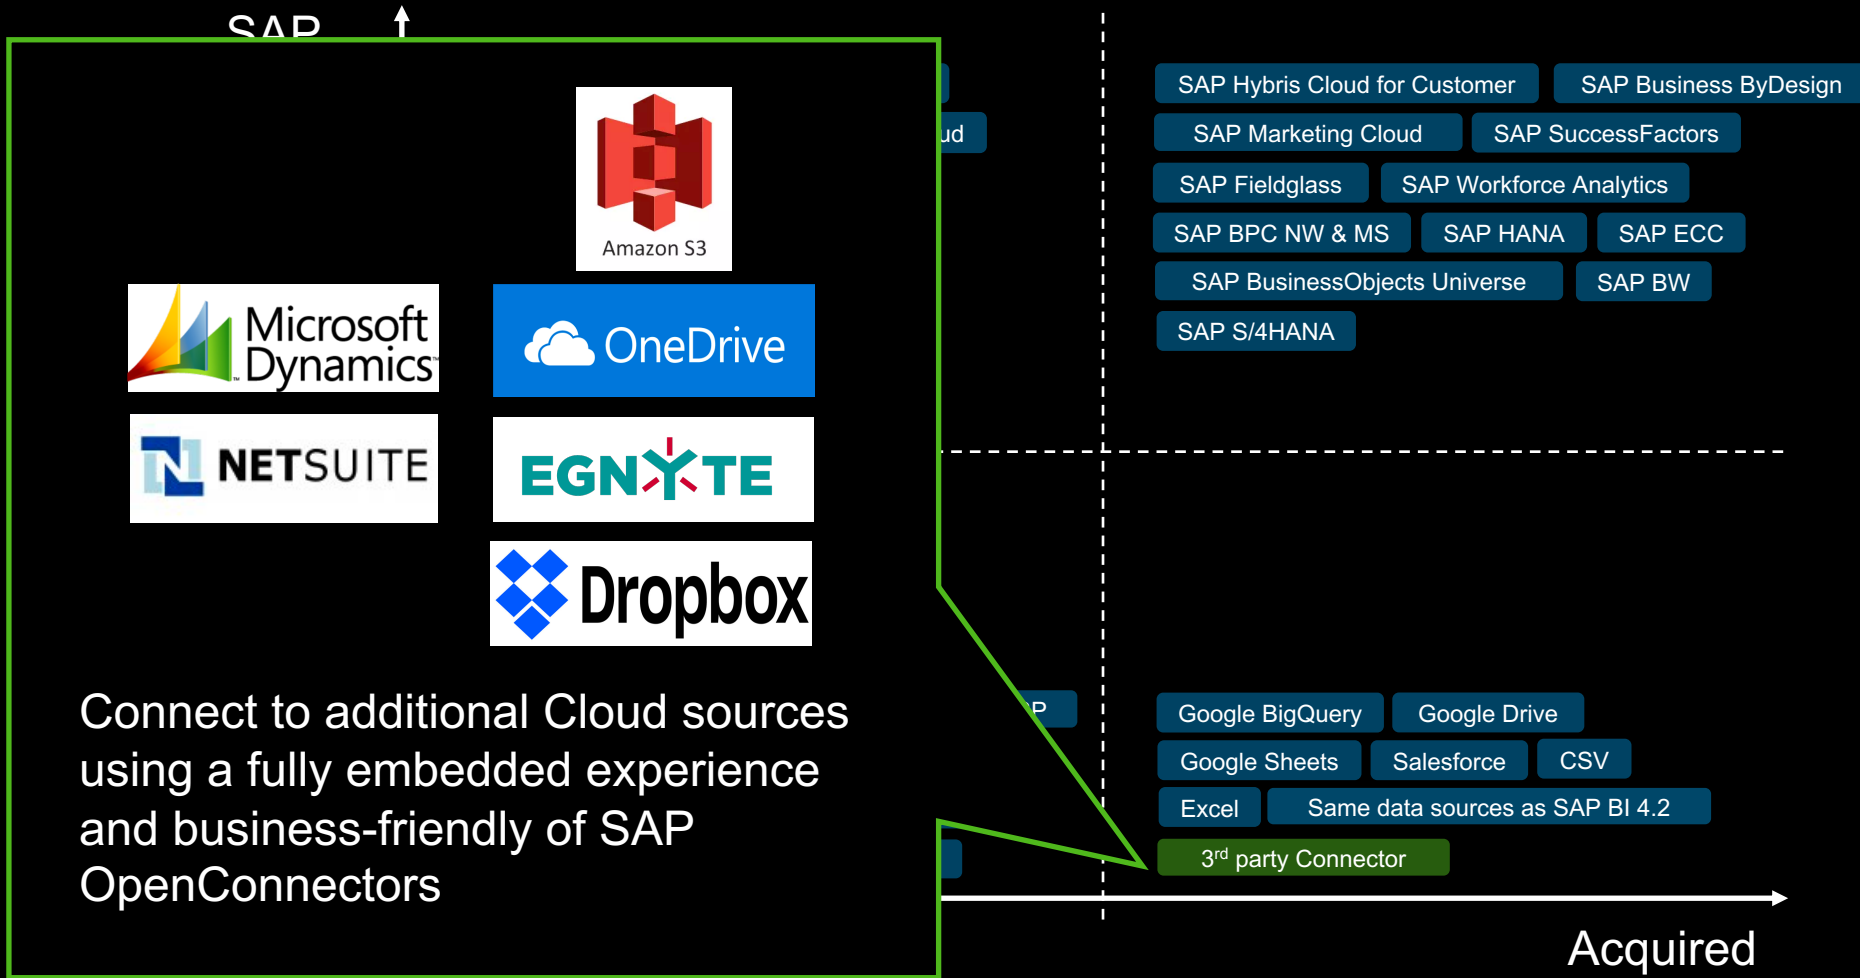 SAP
Amazon S3
Microsoft
Dynamics
OneDrive
NETSUITE
EGNYTE
Dropbox
Connect to additional Cloud sources
using a fully embedded experience
and business-friendly of SAP
OpenConnectors
SAP Hybris Cloud for Customer
SAP Business ByDesign
SAP Marketing Cloud
SAP SuccessFactors
SAP Fieldglass
SAP Workforce Analytics
SAP BPC NW & MS
SAP HANA
SAP ECC
SAP BusinessObjects Universe
SAP BW
SAP S/4HANA
Google BigQuery
Google Drive
Google Sheets
Salesforce
CSV
Excel
Same data sources as SAP BI 4.2
3rd party Connector
Acquired